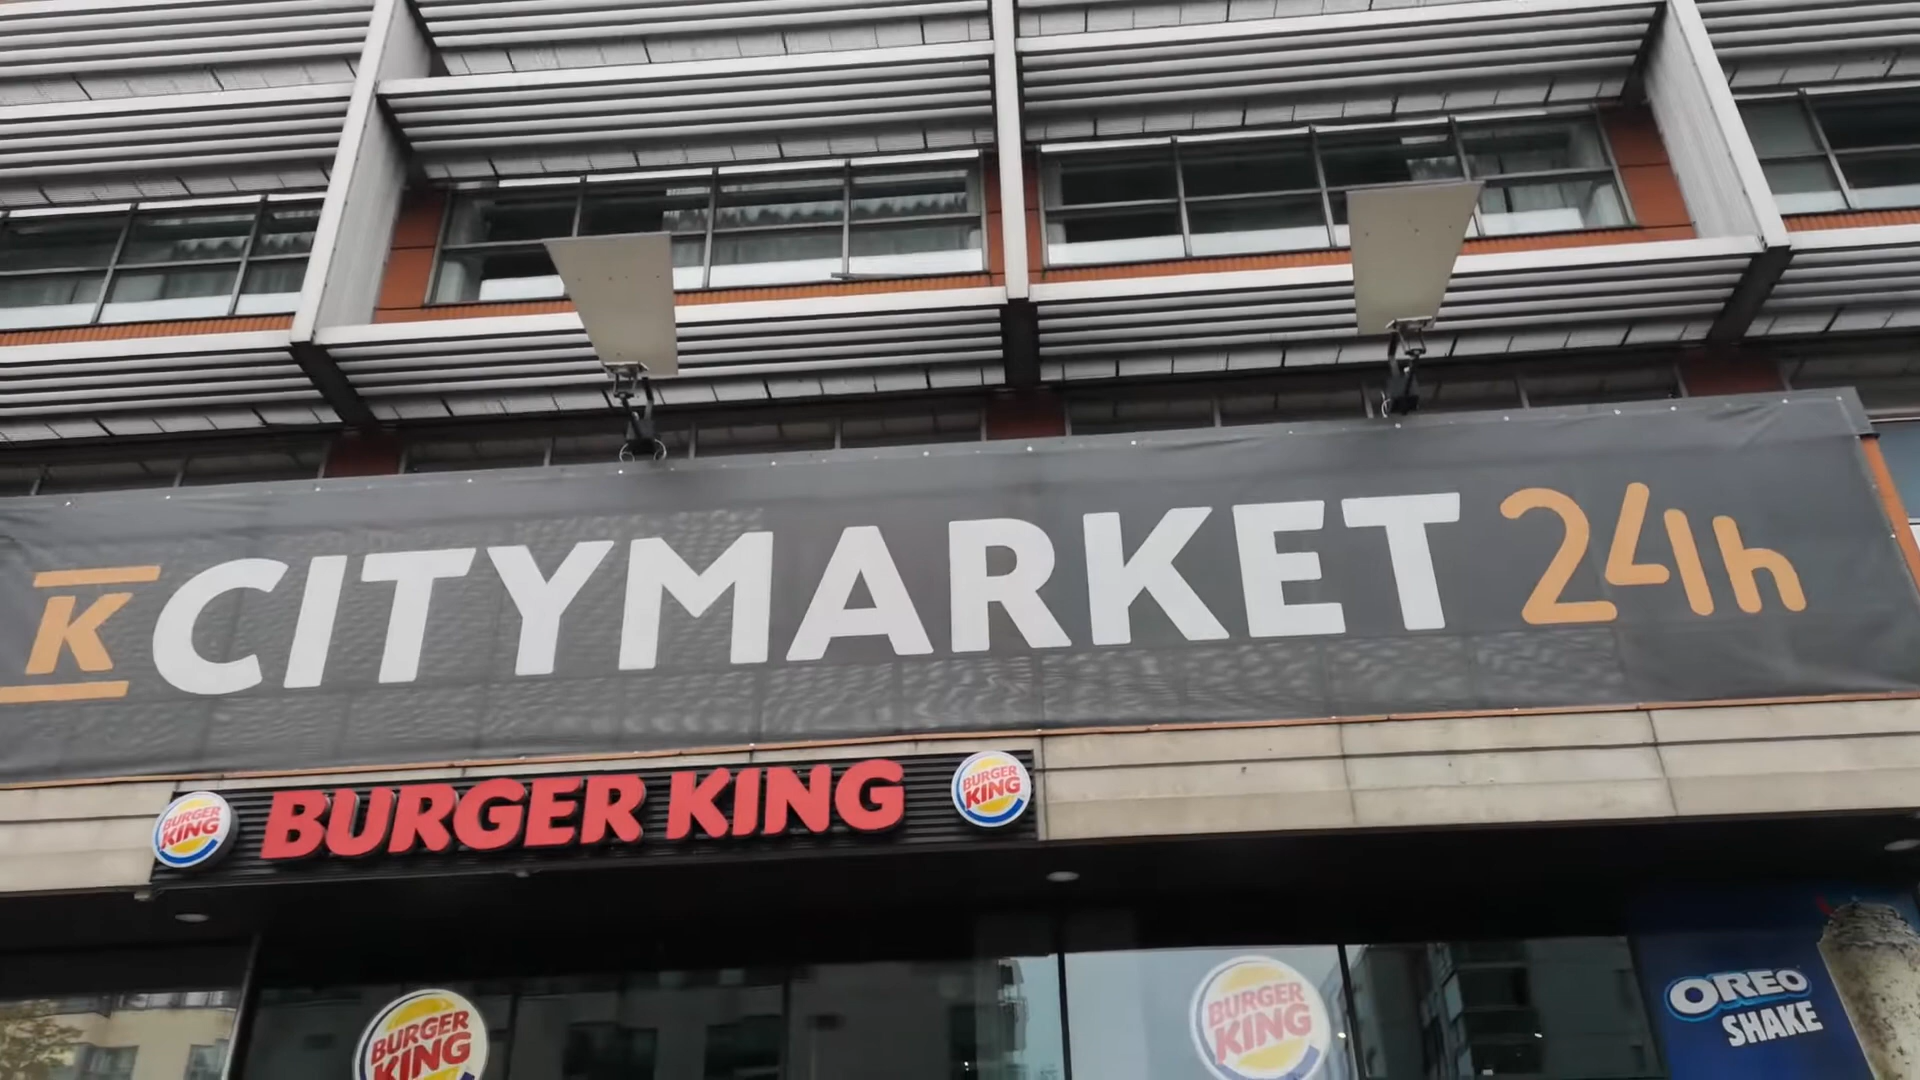 K CITYMARKET 24h
BURGER KING
BURGER KING
BURGER KING
BURGER
KING
BURGER
KING
OREO
SHAKE